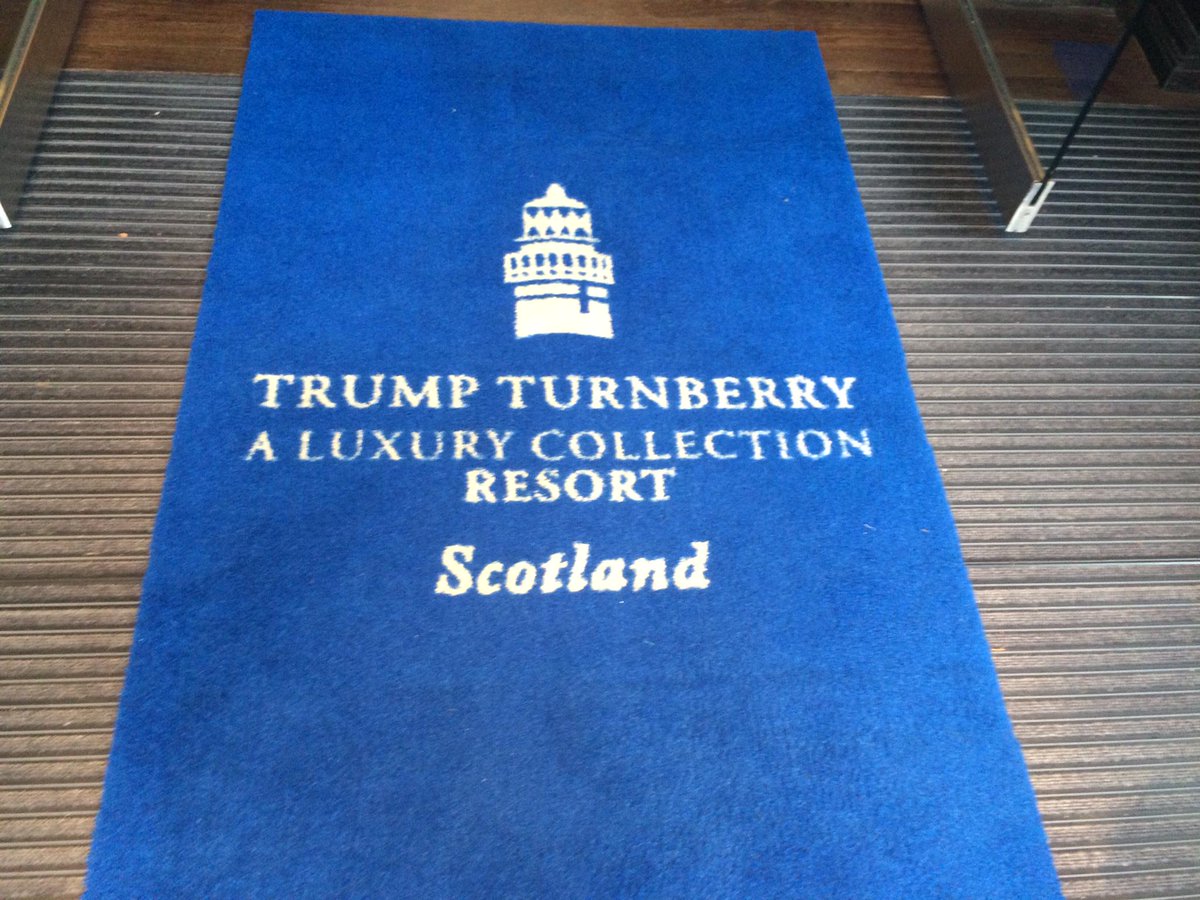 TRUMP TURNBERRY
A LUXURY COLLECTION
RESORT
Scotland